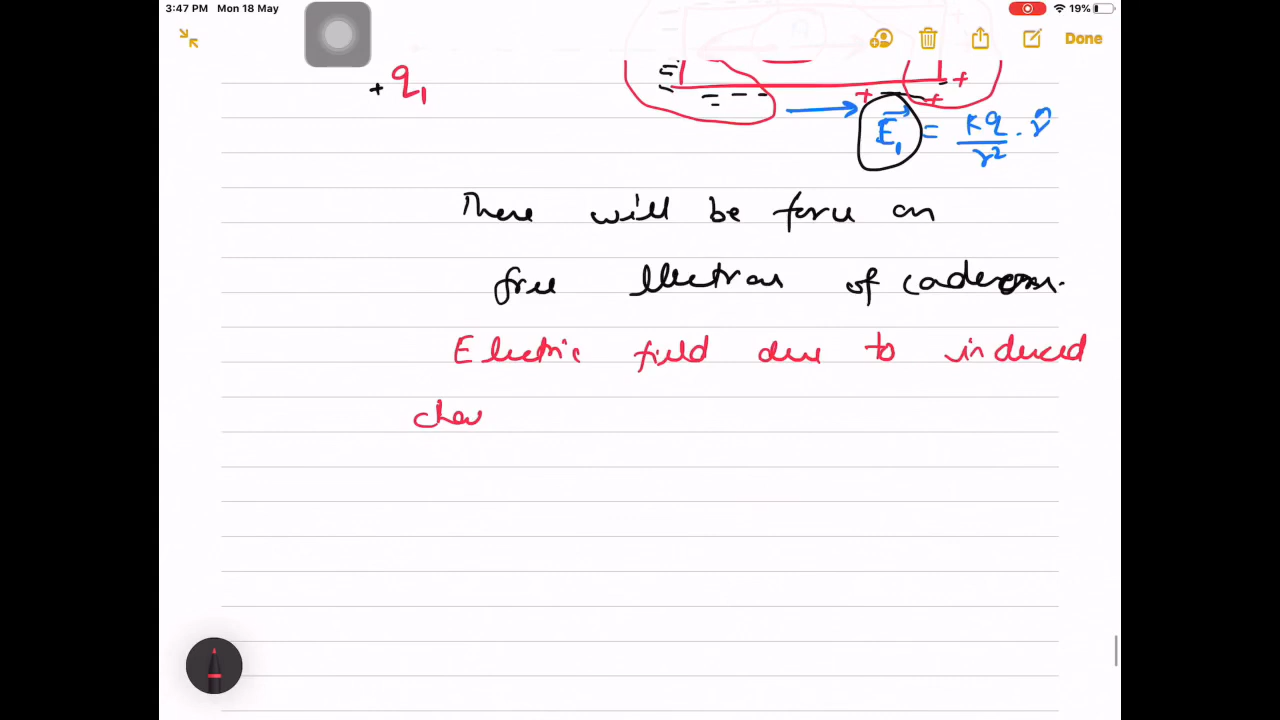 3:47 PM Mon 18 May
19%
Done
+ q₁
E₁ = kq/r² · r̂
There will be force on
free electrons of
Electric field due to induced
char